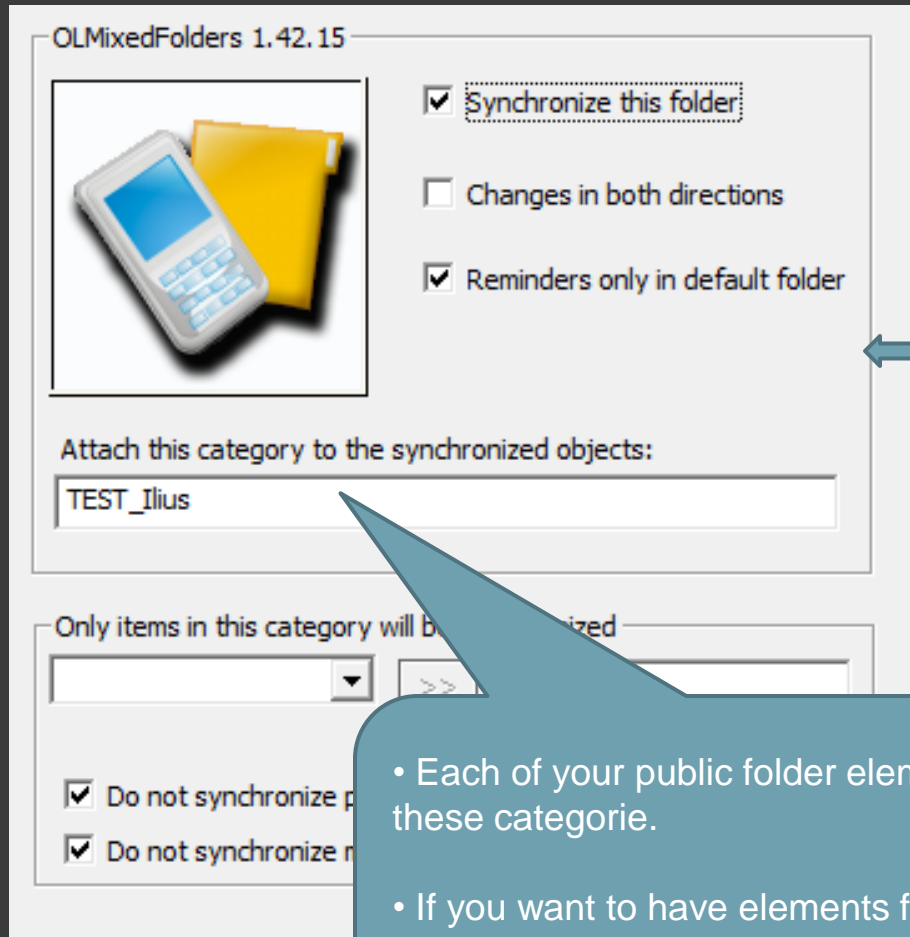 OLMixedFolders 1.42.15
Synchronize this folder
Changes in both directions
Reminders only in default folder
Attach this category to the synchronized objects:
TEST_Ilius
Only items in this category will
>>
Do not synchronize
Do not synchronize
• Each of your public folder
these categorie.
• If you want to have elements